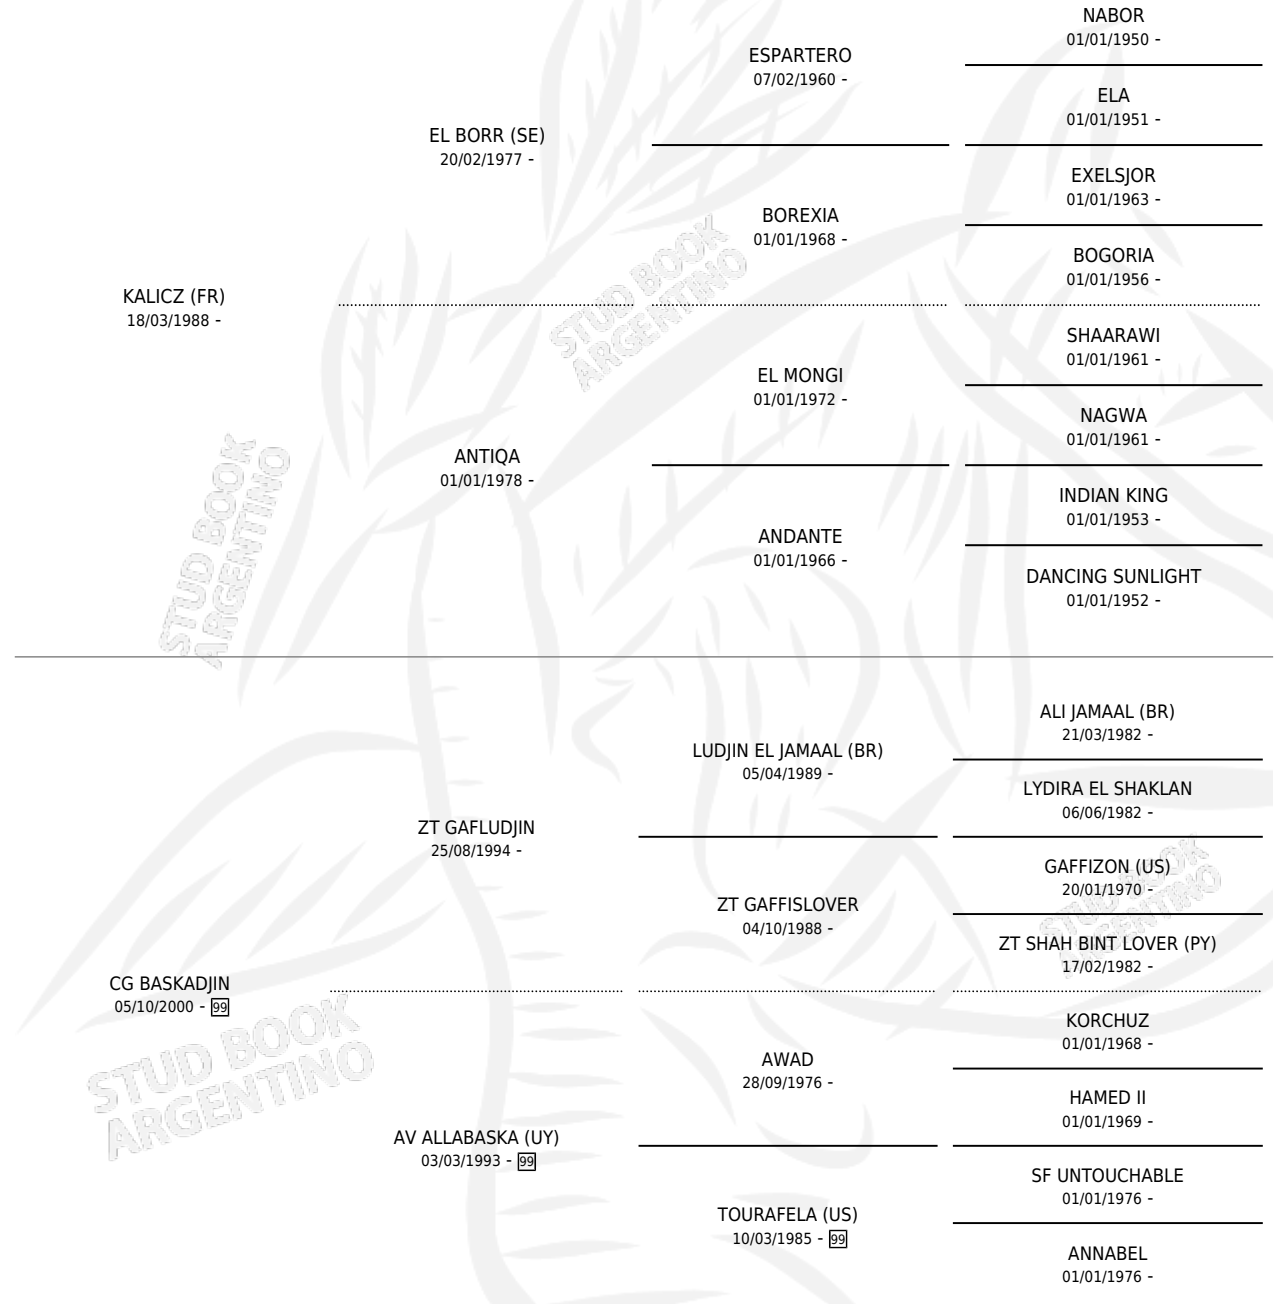 NABOR
01/01/1950 -
ESPARTERO
07/02/1960 -
ELA
01/01/1951 -
EL BORR (SE)
20/02/1977 -
EXELSJOR
01/01/1963 -
BOREXIA
01/01/1968 -
BOGORIA
01/01/1956 -
KALICZ (FR)
18/03/1988 -
SHAARAWI
01/01/1961 -
EL MONGI
01/01/1972 -
NAGWA
01/01/1961 -
ANTIQA
01/01/1978 -
INDIAN KING
01/01/1953 -
ANDANTE
01/01/1966 -
DANCING SUNLIGHT
01/01/1952 -
ALI JAMAAL (BR)
21/03/1982 -
LUDJIN EL JAMAAL (BR)
05/04/1989 -
LYDIRA EL SHAKLAN
06/06/1982 -
ZT GAFLUDJIN
25/08/1994 -
GAFFIZON (US)
20/01/1970 -
ZT GAFFISLOVER
04/10/1988 -
ZT SHAH BINT LOVER (PY)
17/02/1982 -
CG BASKADJIN
05/10/2000 - 99
KORCHUZ
01/01/1968 -
AWAD
28/09/1976 -
HAMED II
01/01/1969 -
AV ALLABASKA (UY)
03/03/1993 - 99
SF UNTOUCHABLE
01/01/1976 -
TOURAFELA (US)
10/03/1985 - 99
ANNABEL
01/01/1976 -
STUD BOOK
ARGENTINO
STUD BOOK
ARGENTINO
STUD BOOK
ARGENTINO
STUD BOOK
ARGENTINO